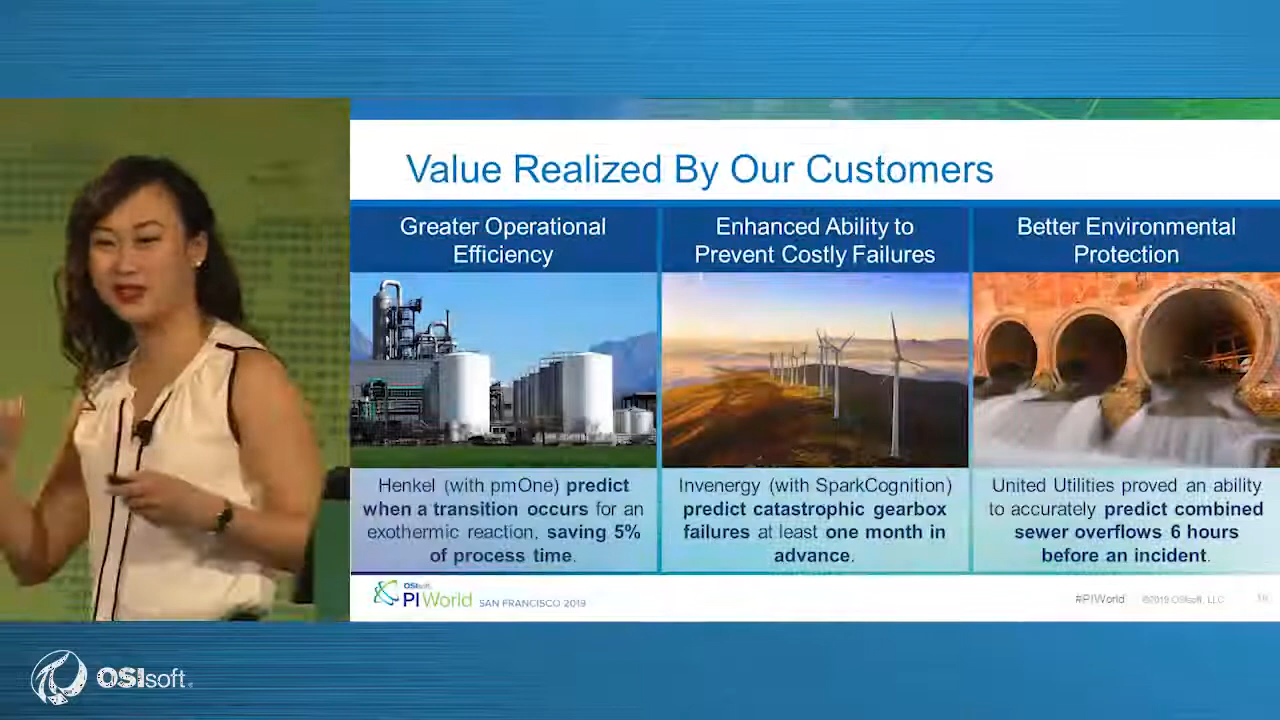 Value Realized By Our Customers
Greater Operational
Efficiency
Enhanced Ability to
Prevent Costly Failures
Better Environmental
Protection
Henkel (with pmOne) predict
when a transition occurs for an
exothermic reaction, saving 5%
of process time.
Invenergy (with SparkCognition)
predict catastrophic gearbox
failures at least one month in
advance.
United Utilities proved an ability
to accurately predict combined
sewer overflows 6 hours
before an incident.
OSIsoft.
PI World SAN FRANCISCO 2019
#PIWorld ©2019 OSIsoft, LLC
OSIsoft.